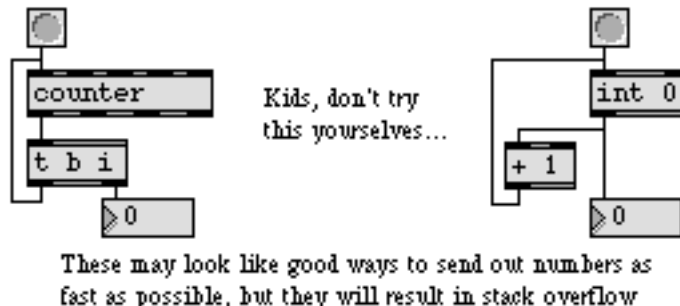 counter
int 0
Kids, don't try
this yourselves...
t b i
+ 1
0
0
These may look like good ways to send out numbers as
fast as possible, but they will result in stack overflow